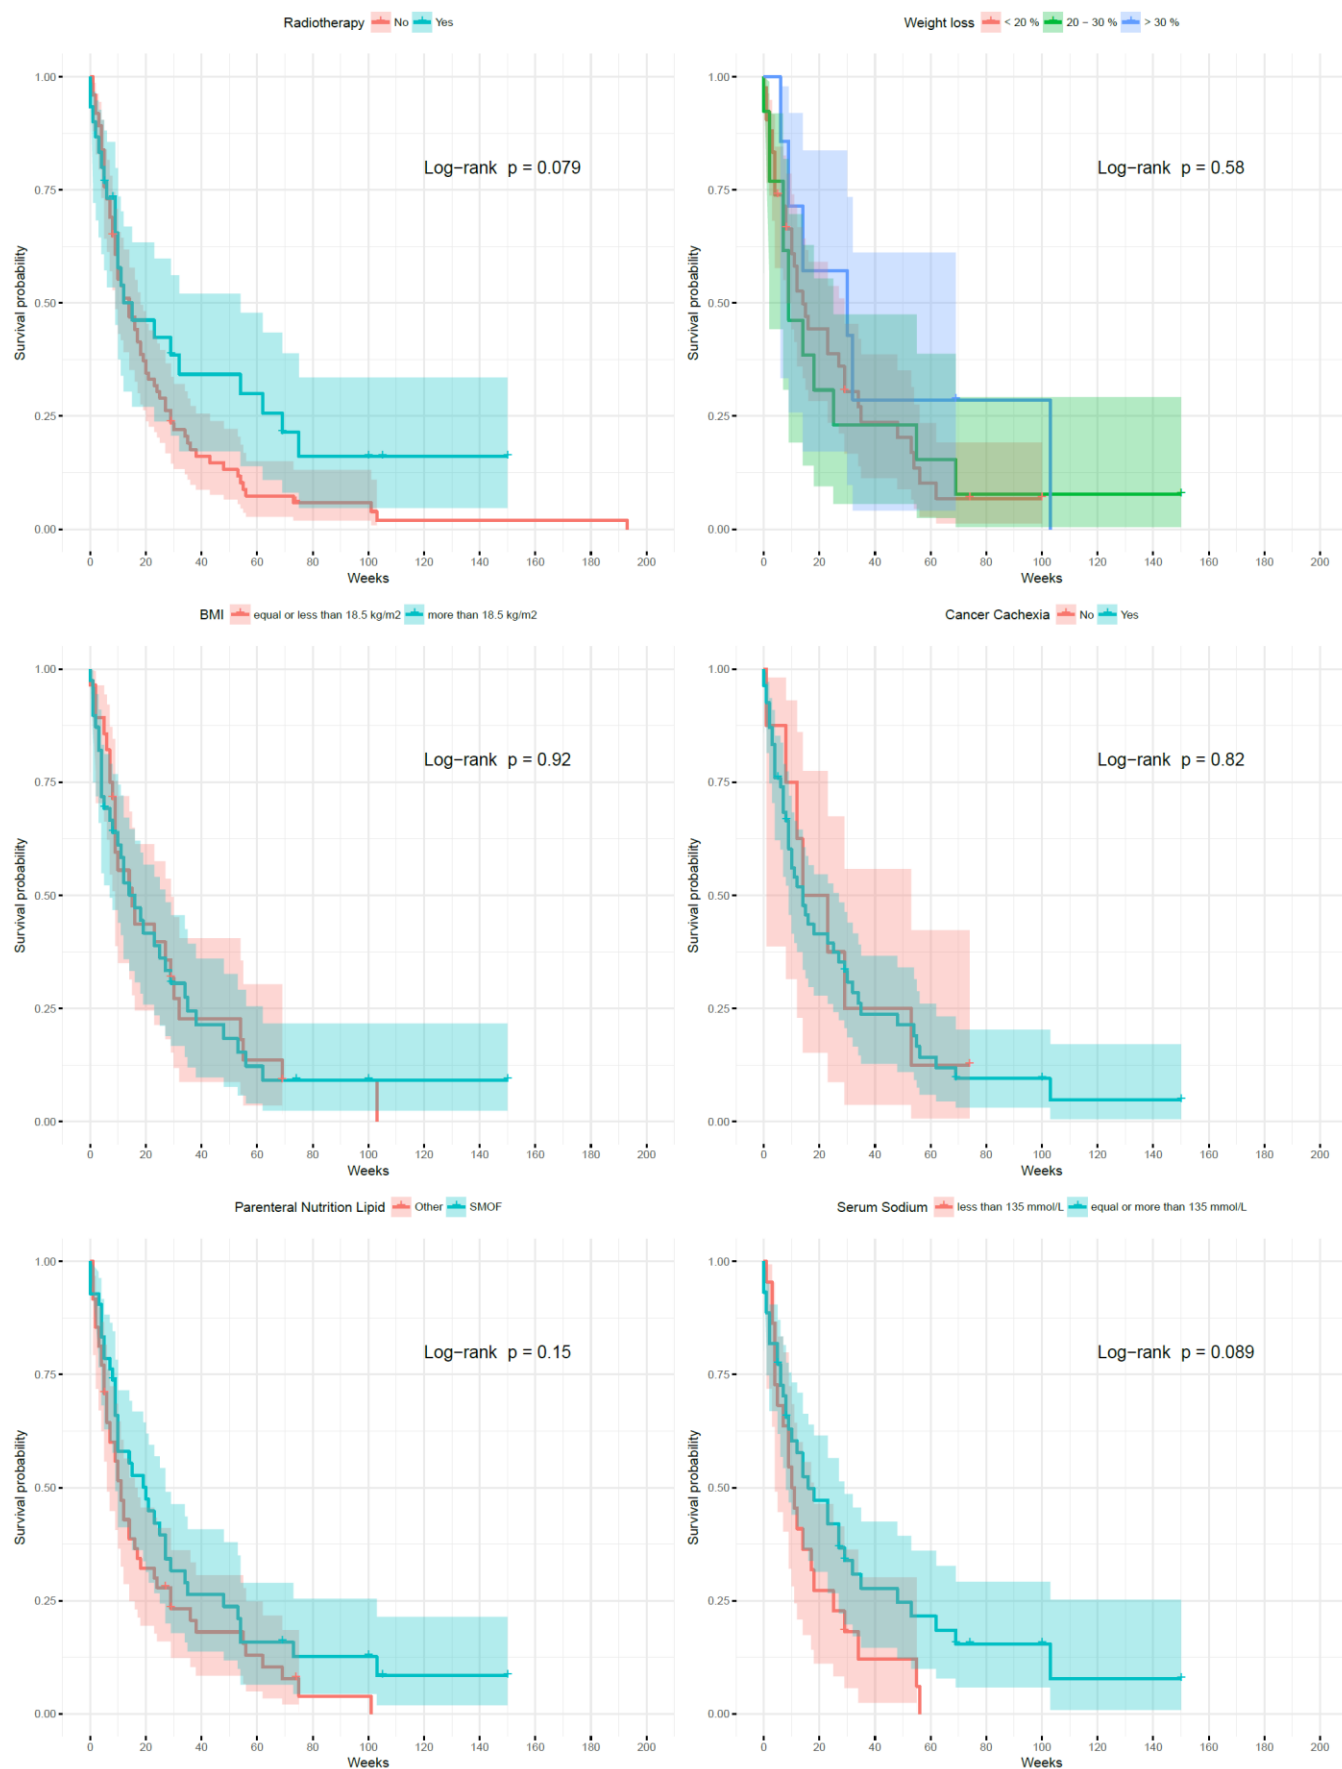 Radiotherapy No Yes
Survival probability
1.00
0.75
0.50
0.25
0.00
Log-rank p = 0.079
0 20 40 60 80 100 120 140 160 180 200
Weeks
Weight loss < 20 % 20 - 30 % > 30 %
Survival probability
1.00
0.75
0.50
0.25
0.00
Log-rank p = 0.58
0 20 40 60 80 100 120 140 160 180 200
Weeks
BMI equal or less than 18.5 kg/m2 more than 18.5 kg/m2
Survival probability
1.00
0.75
0.50
0.25
0.00
Log-rank p = 0.92
0 20 40 60 80 100 120 140 160 180 200
Weeks
Cancer Cachexia No Yes
Survival probability
1.00
0.75
0.50
0.25
0.00
Log-rank p = 0.82
0 20 40 60 80 100 120 140 160 180 200
Weeks
Parenteral Nutrition Lipid Other SMOF
Survival probability
1.00
0.75
0.50
0.25
0.00
Log-rank p = 0.15
0 20 40 60 80 100 120 140 160 180 200
Weeks
Serum Sodium less than 135 mmol/L equal or more than 135 mmol/L
Survival probability
1.00
0.75
0.50
0.25
0.00
Log-rank p = 0.089
0 20 40 60 80 100 120 140 160 180 200
Weeks